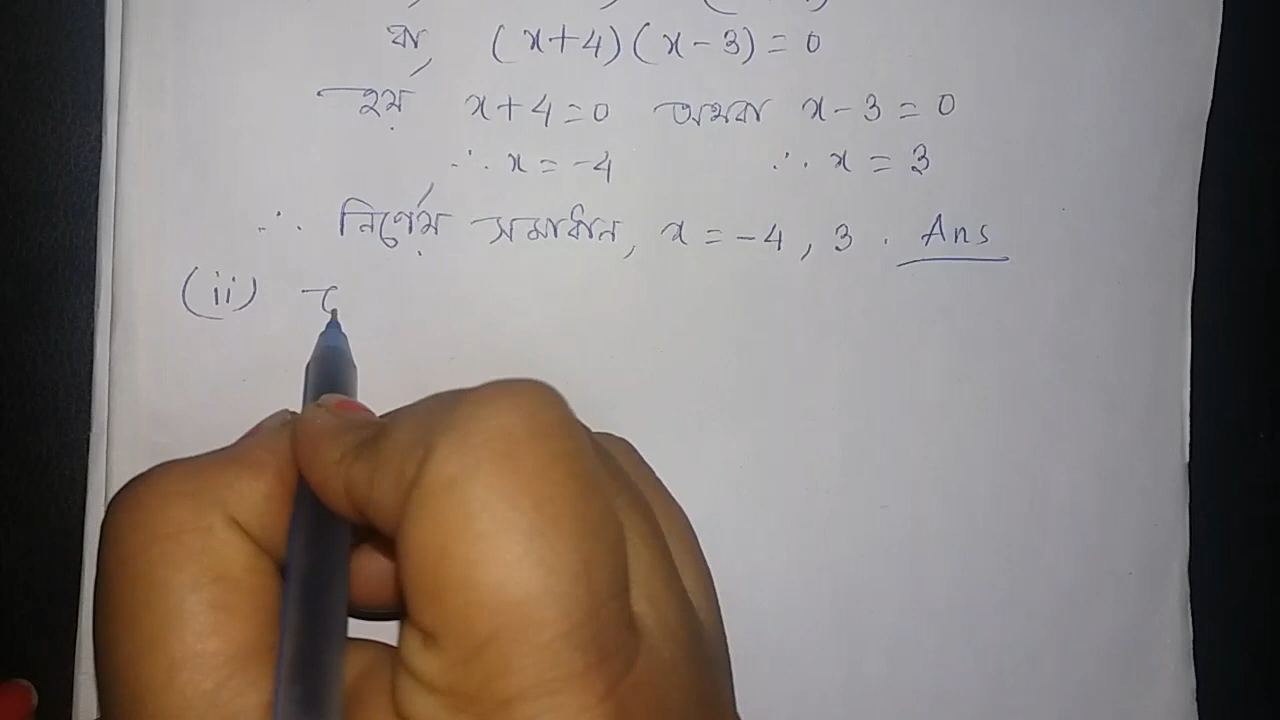 বা, (x+4)(x-3)=0
হয় x+4=0 অথবা x-3=0
∴ x=-4 ∴ x=3
∴ নির্ণেয় সমাধান, x=-4, 3. Ans
(ii)